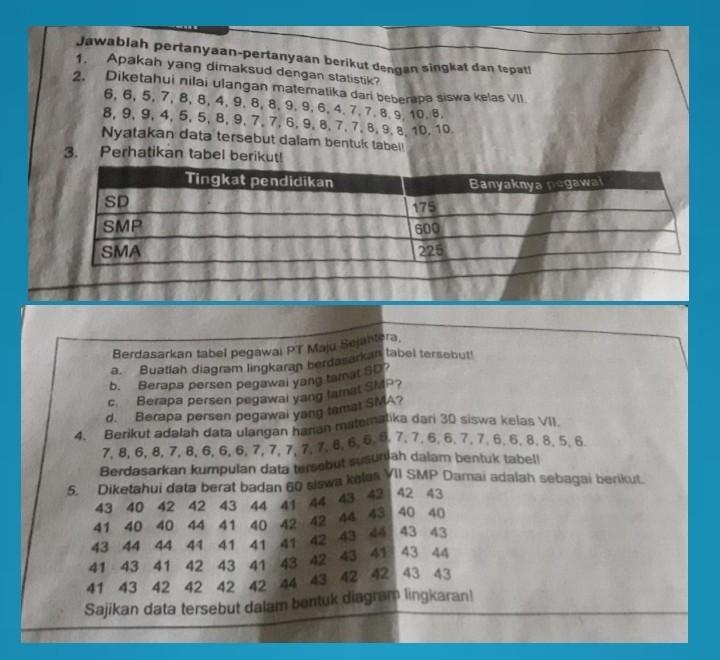 Jawablah pertanyaan-pertanyaan berikut dengan singkat dan tepat!
1. Apakah yang dimaksud dengan statistik?
2. Diketahui nilai ulangan matematika dari beberapa siswa kelas VII.
6, 6, 5, 7, 8, 8, 4, 9, 8, 8, 9, 9, 6, 4, 7, 7, 8, 9, 10, 8,
8, 9, 9, 4, 5, 5, 8, 9, 7, 7, 6, 9, 8, 7, 7, 8, 9, 8, 10, 10.
Nyatakan data tersebut dalam bentuk tabel!
3. Perhatikan tabel berikut!
Tingkat pendidikan Banyaknya pegawai
SD 175
SMP 600
SMA 225
Berdasarkan tabel pegawai PT Maju Sejahtera,
a. Buatlah diagram lingkaran berdasarkan tabel tersebut!
b. Berapa persen pegawai yang tamat SD?
c. Berapa persen pegawai yang tamat SMP?
d. Berapa persen pegawai yang tamat SMA?
4. Berikut adalah data ulangan harian matematika dari 30 siswa kelas VII.
7, 8, 6, 8, 7, 8, 6, 6, 6, 7, 7, 7, 7, 7, 8, 6, 6, 6, 7, 7, 6, 6, 7, 7, 6, 6, 8, 8, 5, 6.
Berdasarkan kumpulan data tersebut susunlah dalam bentuk tabel!
5. Diketahui data berat badan 60 siswa kelas VII SMP Damai adalah sebagai berikut.
43 40 42 42 43 44 41 44 43 42 42 43
41 40 40 44 41 40 42 42 44 43 40 40
43 44 44 41 41 41 41 42 43 44 43 43
41 43 41 42 43 41 43 42 43 41 43 44
41 43 42 42 42 42 44 43 42 42 43 43
Sajikan data tersebut dalam bentuk diagram lingkaran!